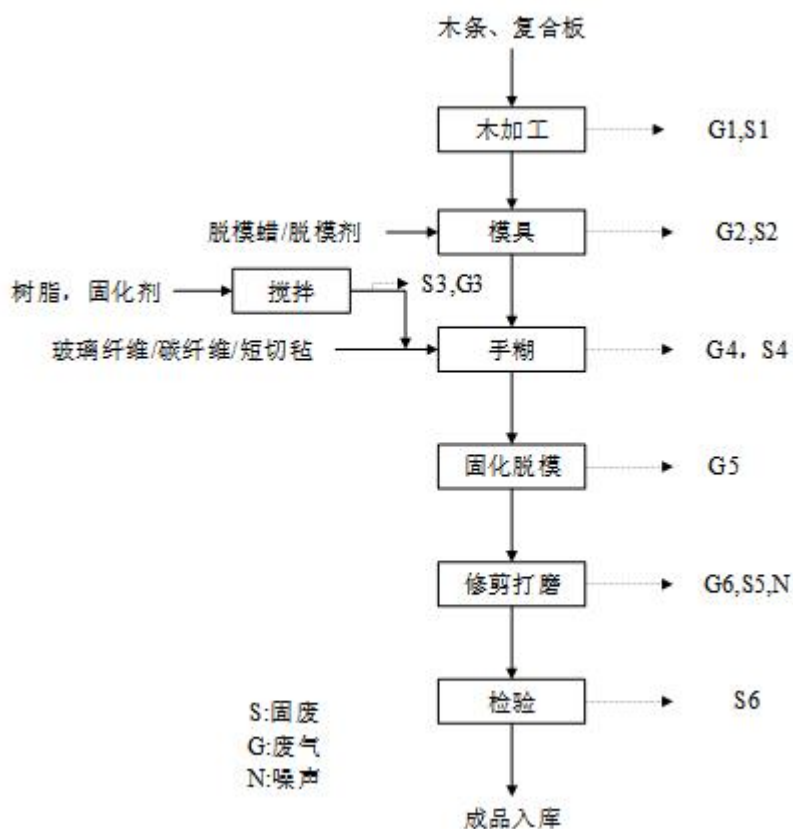 木条、复合板
木加工
G1,S1
脱模蜡/脱模剂
模具
G2,S2
树脂，固化剂
搅拌
S3,G3
玻璃纤维/碳纤维/短切毡
手糊
G4，S4
固化脱模
G5
修剪打磨
G6,S5,N
检验
S6
S:固废
G:废气
N:噪声
成品入库